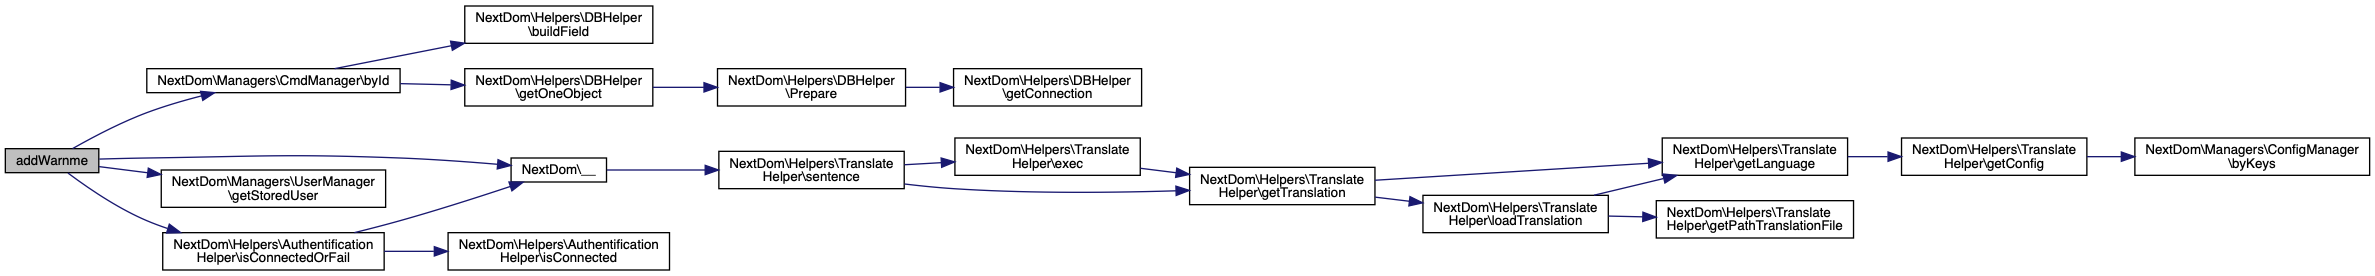 addWarnme
NextDom\Managers\CmdManager\byId
NextDom\Helpers\DBHelper
\buildField
NextDom\Helpers\DBHelper
\getOneObject
NextDom\Helpers\DBHelper
\Prepare
NextDom\Helpers\DBHelper
\getConnection
NextDom\__
NextDom\Managers\UserManager
\getStoredUser
NextDom\Helpers\Authentification
Helper\isConnectedOrFail
NextDom\Helpers\Authentification
Helper\isConnected
NextDom\Helpers\Translate
Helper\sentence
NextDom\Helpers\Translate
Helper\exec
NextDom\Helpers\Translate
Helper\getTranslation
NextDom\Helpers\Translate
Helper\loadTranslation
NextDom\Helpers\Translate
Helper\getLanguage
NextDom\Helpers\Translate
Helper\getPathTranslationFile
NextDom\Helpers\Translate
Helper\getConfig
NextDom\Managers\ConfigManager
\byKeys